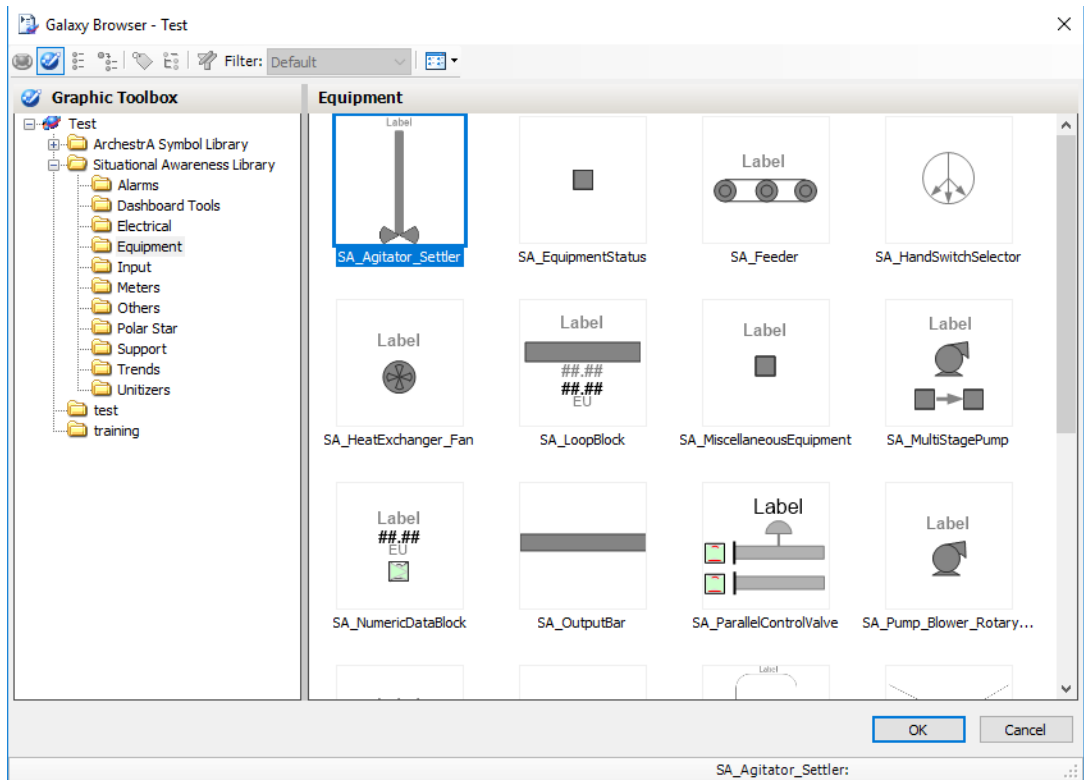 Galaxy Browser - Test
Filter: Default
Graphic Toolbox
Test
ArchestrA Symbol Library
Situational Awareness Library
Alarms
Dashboard Tools
Electrical
Equipment
Input
Meters
Others
Polar Star
Support
Trends
Unitizers
test
training
Equipment
Label
SA_Agitator_Settler
SA_EquipmentStatus
Label
SA_Feeder
SA_HandSwitchSelector
Label
SA_HeatExchanger_Fan
Label
##.##
##.##
EU
SA_LoopBlock
Label
SA_MiscellaneousEquipment
Label
SA_MultiStagePump
Label
##.##
EU
SA_NumericDataBlock
SA_OutputBar
Label
SA_ParallelControlValve
Label
SA_Pump_Blower_Rotary...
Label
OK
Cancel
SA_Agitator_Settler: